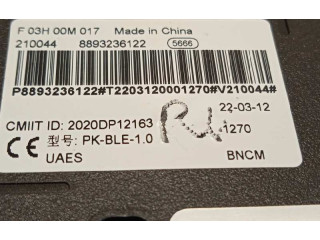 F 03H 00M 017 Made in China
210044 8893236122 5666
P8893236122#T2203120001270#V210044#
CMIIT ID: 2020DP12163 22-03-12
CE 型号: PK-BLE-1.0 1270
UAES BNCM